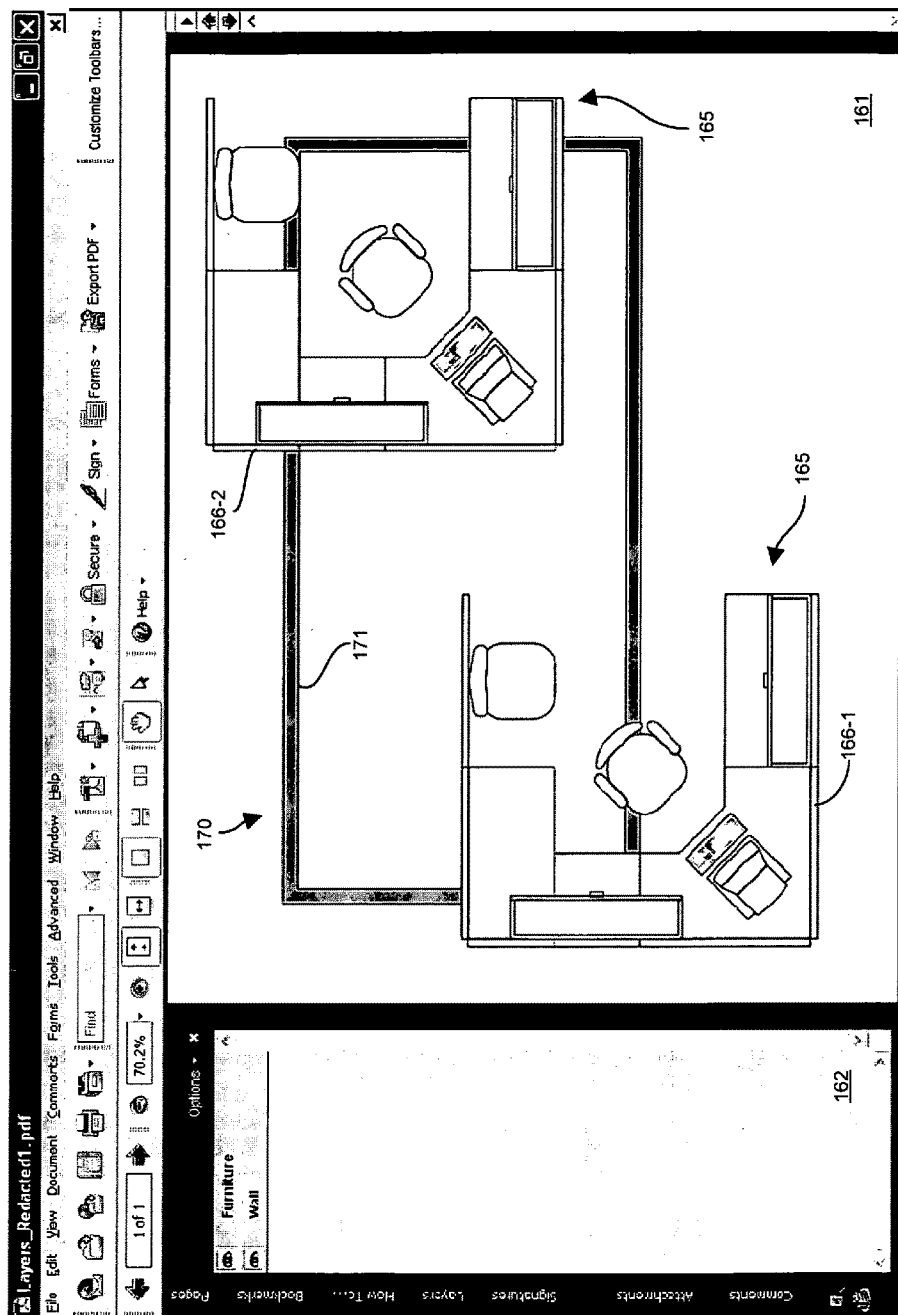 Layers_Redacted1.pdf
File Edit View Document Comments Forms Tools Advanced Window Help
Find Secure Sign Forms Export PDF Customize Toolbars...
1 of 1 70.2% Help
Options
Furniture
Wall
Pages
Bookmarks
How To...
Layers
Signatures
Attachments
Comments
162
170
171
166-2
165
165
166-1
161